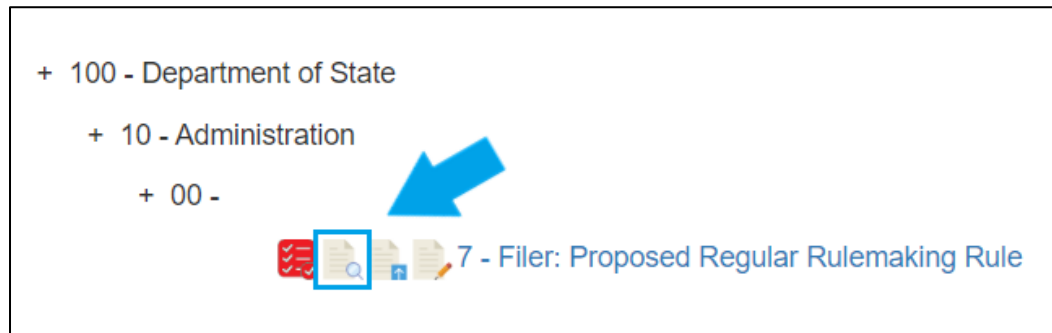 + 100 - Department of State
+ 10 - Administration
+ 00 -
7 - Filer: Proposed Regular Rulemaking Rule